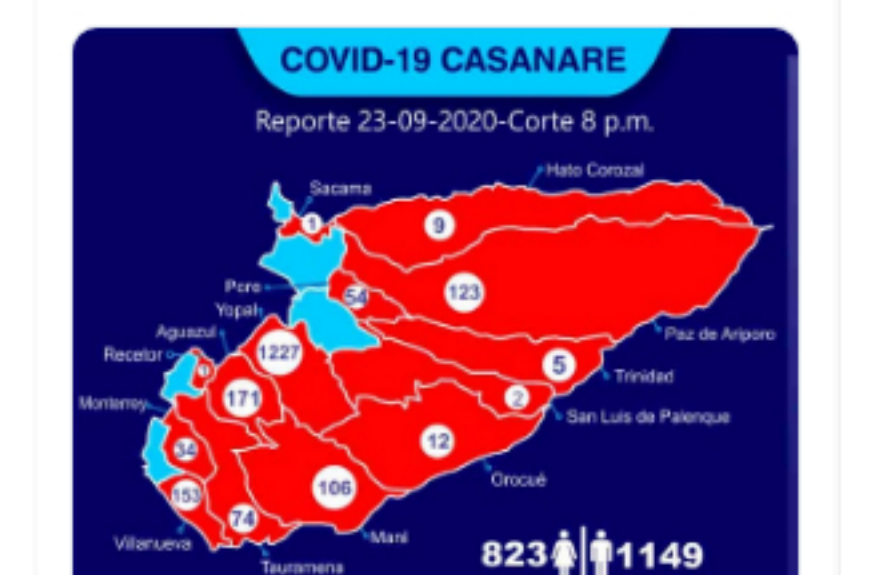 COVID-19 CASANARE
Reporte 23-09-2020-Corte 8 p.m.
Hato Corozal
Sacama
1
9
Pore
54
123
Yopal
Aguazul
1227
Paz de Ariporo
Recetor
1
5
Trinidad
Monterrey
171
2
San Luis de Palenque
34
12
Orocué
153
106
74
Maní
Villanueva
Tauramena
823 1149